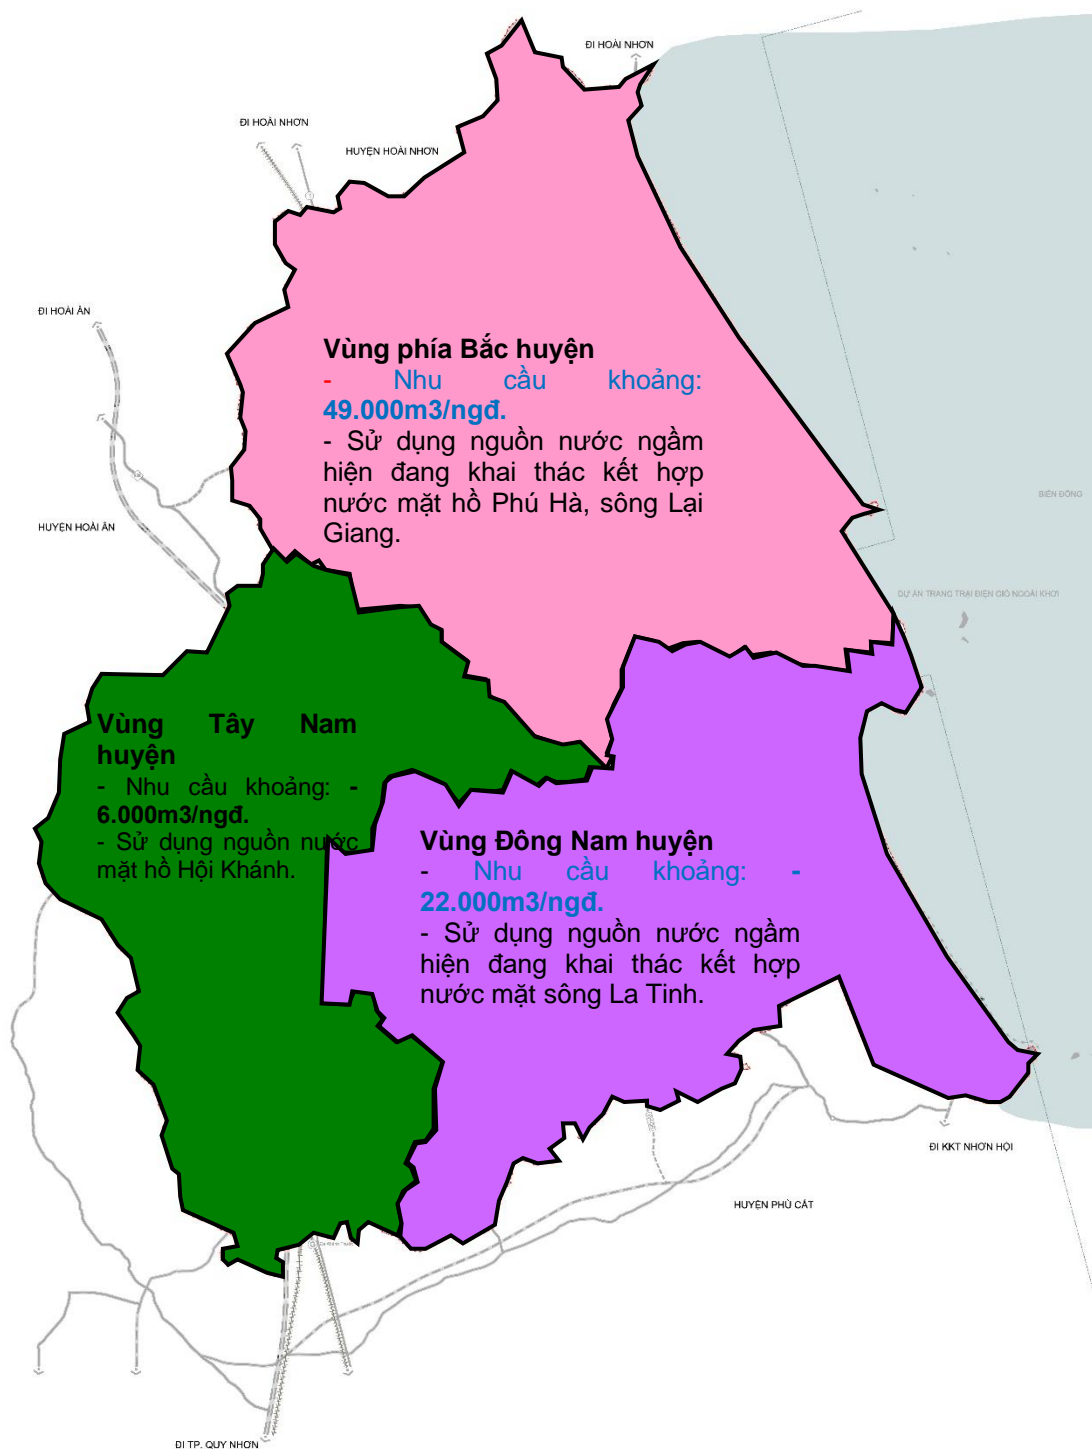 ĐI HOÀI NHƠN
ĐI HOÀI NHƠN
HUYỆN HOÀI NHƠN
ĐI HOÀI ÂN
Vùng phía Bắc huyện
- Nhu cầu khoảng:
49.000m3/ngđ.
- Sử dụng nguồn nước ngầm
hiện đang khai thác kết hợp
nước mặt hồ Phú Hà, sông Lại
Giang.
BIỂN ĐÔNG
HUYỆN HOÀI ÂN
DỰ ÁN TRANG TRẠI ĐIỆN GIÓ NGOÀI KHƠI
Vùng Tây Nam
huyện
- Nhu cầu khoảng: -
6.000m3/ngđ.
- Sử dụng nguồn nước
mặt hồ Hội Khánh.
Vùng Đông Nam huyện
- Nhu cầu khoảng: -
22.000m3/ngđ.
- Sử dụng nguồn nước ngầm
hiện đang khai thác kết hợp
nước mặt sông La Tinh.
ĐI KKT NHƠN HỘI
HUYỆN PHÙ CÁT
ĐI TP. QUY NHƠN